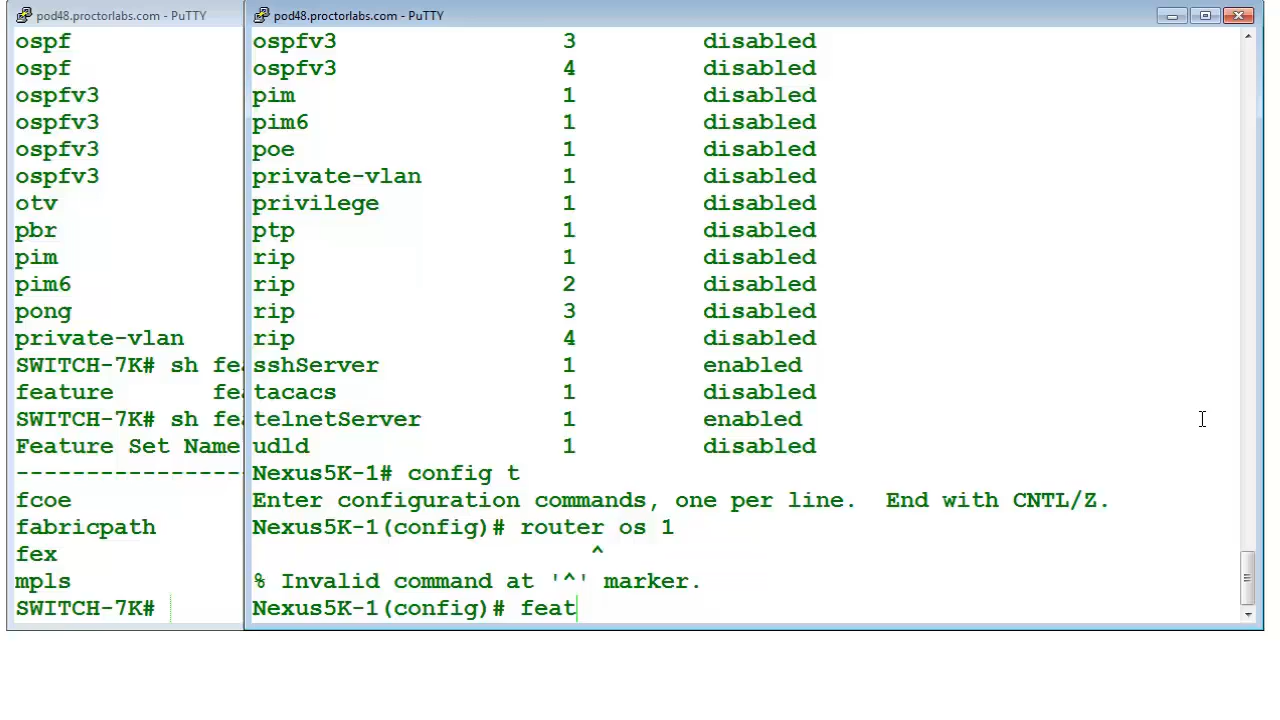 pod48.proctorlabs.com - PuTTY
ospf
ospf
ospfv3
ospfv3
ospfv3
ospfv3
otv
pbr
pim
pim6
pong
private-vlan
SWITCH-7K# sh fea
feature fea
SWITCH-7K# sh fea
Feature Set Name
-----------------
fcoe
fabricpath
fex
mpls
SWITCH-7K#
pod48.proctorlabs.com - PuTTY
ospfv3 3 disabled
ospfv3 4 disabled
pim 1 disabled
pim6 1 disabled
poe 1 disabled
private-vlan 1 disabled
privilege 1 disabled
ptp 1 disabled
rip 1 disabled
rip 2 disabled
rip 3 disabled
rip 4 disabled
sshServer 1 enabled
tacacs 1 disabled
telnetServer 1 enabled
udld 1 disabled
Nexus5K-1# config t
Enter configuration commands, one per line.  End with CNTL/Z.
Nexus5K-1(config)# router os 1
^
% Invalid command at '^' marker.
Nexus5K-1(config)# feat